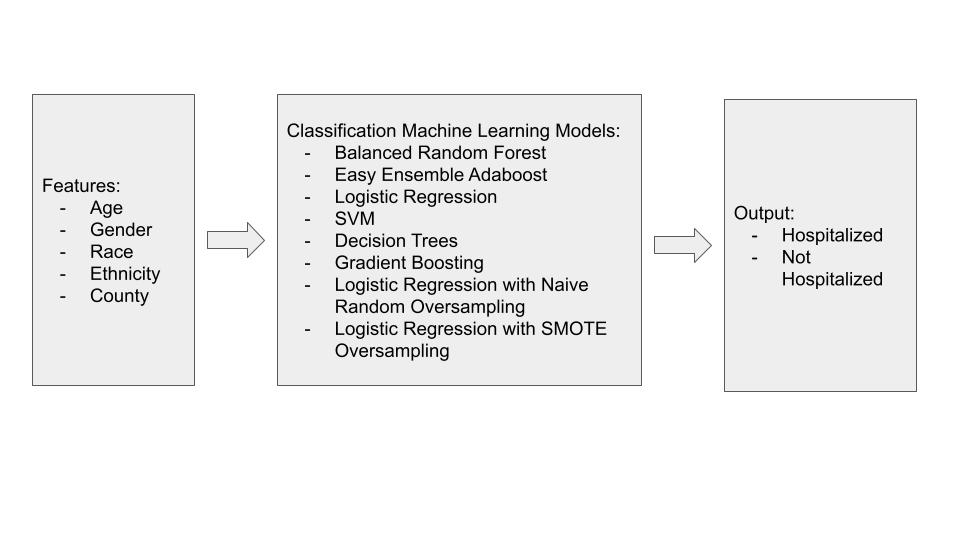 Features:
- Age
- Gender
- Race
- Ethnicity
- County
Classification Machine Learning Models:
- Balanced Random Forest
- Easy Ensemble Adaboost
- Logistic Regression
- SVM
- Decision Trees
- Gradient Boosting
- Logistic Regression with Naive
Random Oversampling
- Logistic Regression with SMOTE
Oversampling
Output:
- Hospitalized
- Not
Hospitalized